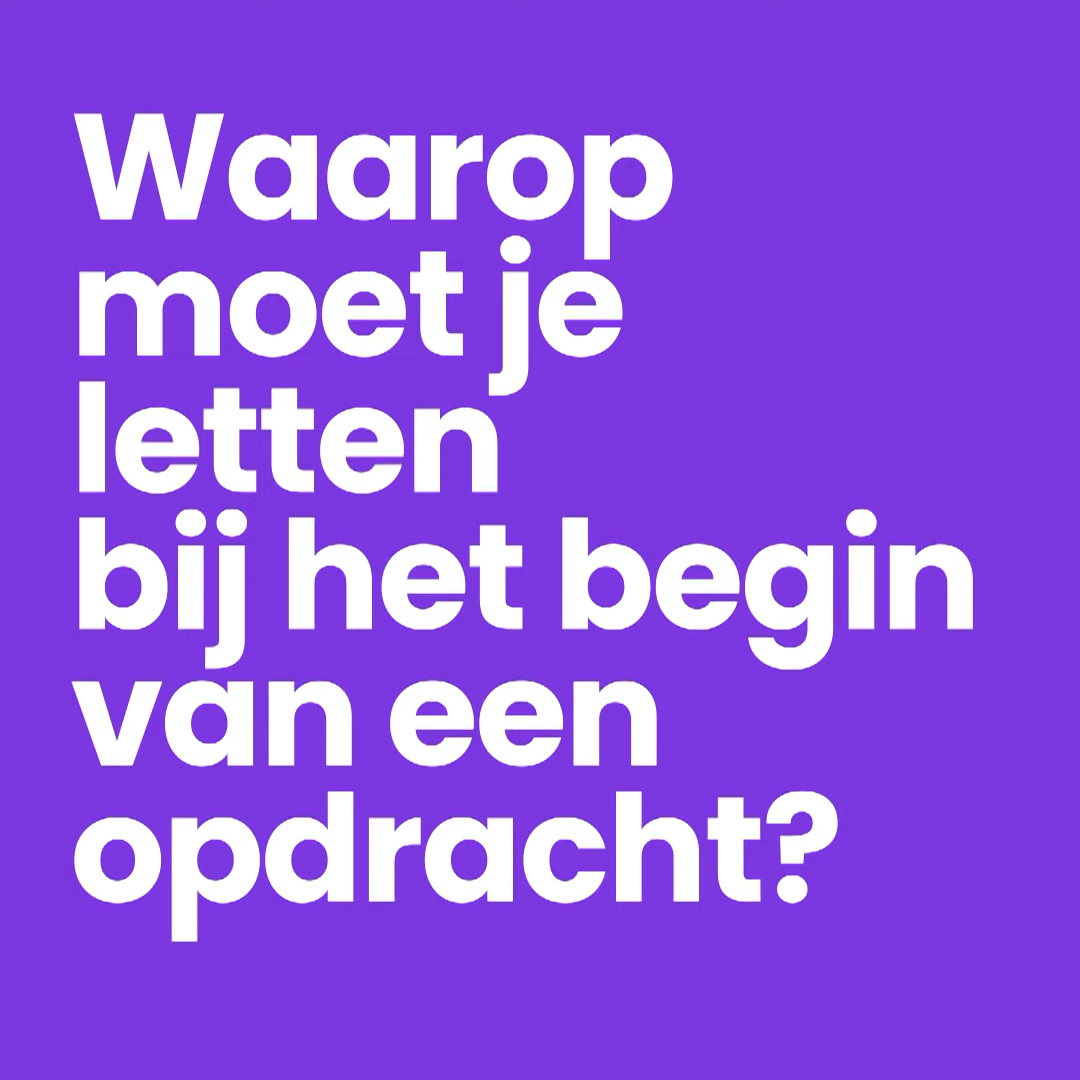 Waarop
moet je
letten
bij het begin
van een
opdracht?